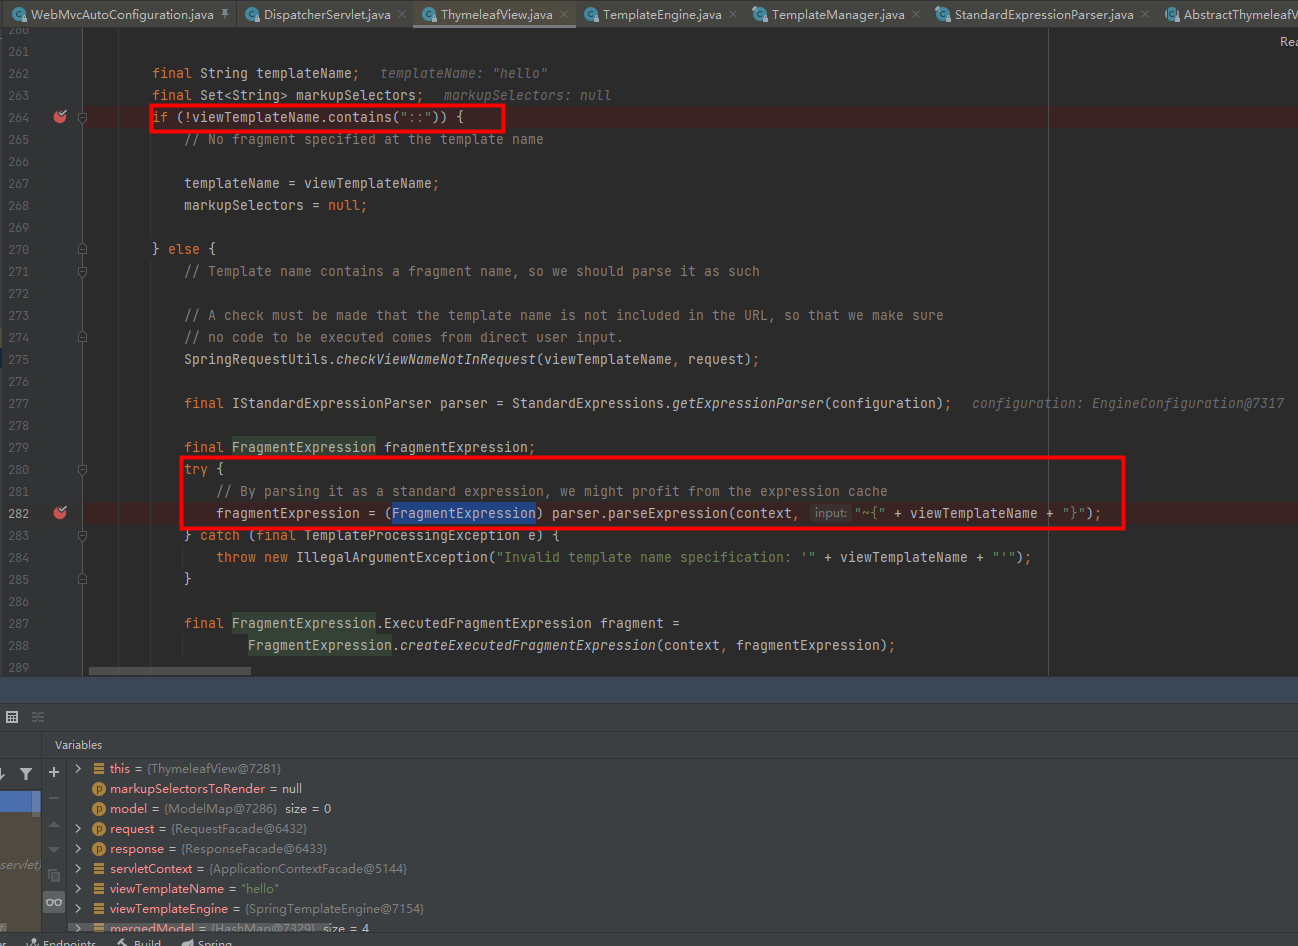 WebMvcAutoConfiguration.java DispatcherServlet.java ThymeleafView.java TemplateEngine.java TemplateManager.java StandardExpressionParser.java AbstractThymeleafV
260
261
262 final String templateName; templateName: "hello"
263 final Set<String> markupSelectors; markupSelectors: null
264 if (!viewTemplateName.contains("::")) {
265 // No fragment specified at the template name
266
267 templateName = viewTemplateName;
268 markupSelectors = null;
269
270 } else {
271 // Template name contains a fragment name, so we should parse it as such
272
273 // A check must be made that the template name is not included in the URL, so that we make sure
274 // no code to be executed comes from direct user input.
275 SpringRequestUtils.checkViewNameNotInRequest(viewTemplateName, request);
276
277 final IStandardExpressionParser parser = StandardExpressions.getExpressionParser(configuration); configuration: EngineConfiguration@7317
278
279 final FragmentExpression fragmentExpression;
280 try {
281 // By parsing it as a standard expression, we might profit from the expression cache
282 fragmentExpression = (FragmentExpression) parser.parseExpression(context, input: "~{" + viewTemplateName + "}");
283 } catch (final TemplateProcessingException e) {
284 throw new IllegalArgumentException("Invalid template name specification: '" + viewTemplateName + "'");
285 }
286
287 final FragmentExpression.ExecutedFragmentExpression fragment =
288 FragmentExpression.createExecutedFragmentExpression(context, fragmentExpression);
289
Rea
Variables
this = {ThymeleafView@7281}
markupSelectorsToRender = null
model = {ModelMap@7286} size = 0
request = {RequestFacade@6432}
response = {ResponseFacade@6433}
servletContext = {ApplicationContextFacade@5144}
viewTemplateName = "hello"
viewTemplateEngine = {SpringTemplateEngine@7154}
mergedModel = {HashMap@7329} size = 4
servlet)
Endpoints Build Spring